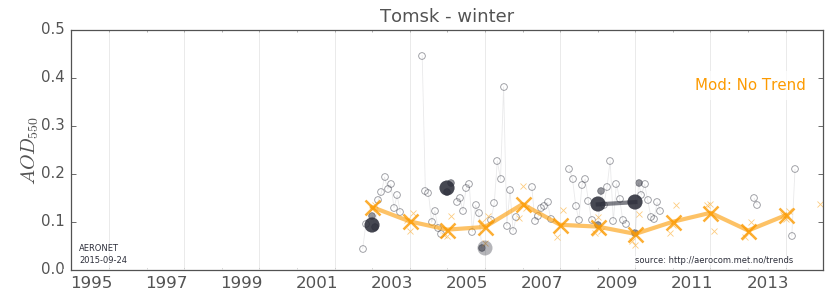 Tomsk - winter
0.5
0.4
0.3
0.2
0.1
0.0
AOD550
Mod: No Trend
AERONET
2015-09-24
source: http://aerocom.met.no/trends
1995 1997 1999 2001 2003 2005 2007 2009 2011 2013